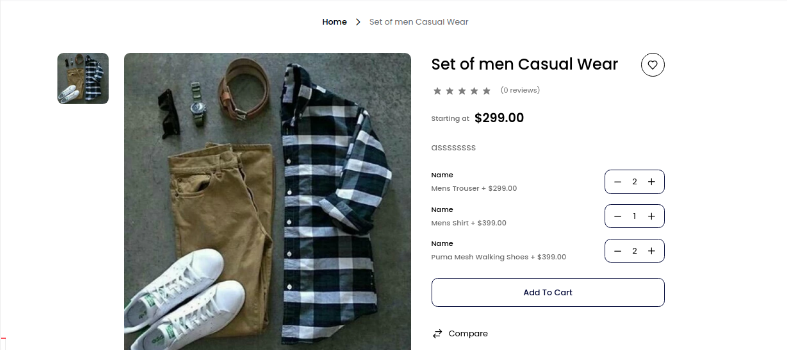 Home > Set of men Casual Wear
Set of men Casual Wear
(0 reviews)
Starting at $299.00
asssssssss
Name
Mens Trouser + $299.00
− 2 +
Name
Mens Shirt + $399.00
− 1 +
Name
Puma Mesh Walking Shoes + $399.00
− 2 +
Add To Cart
Compare